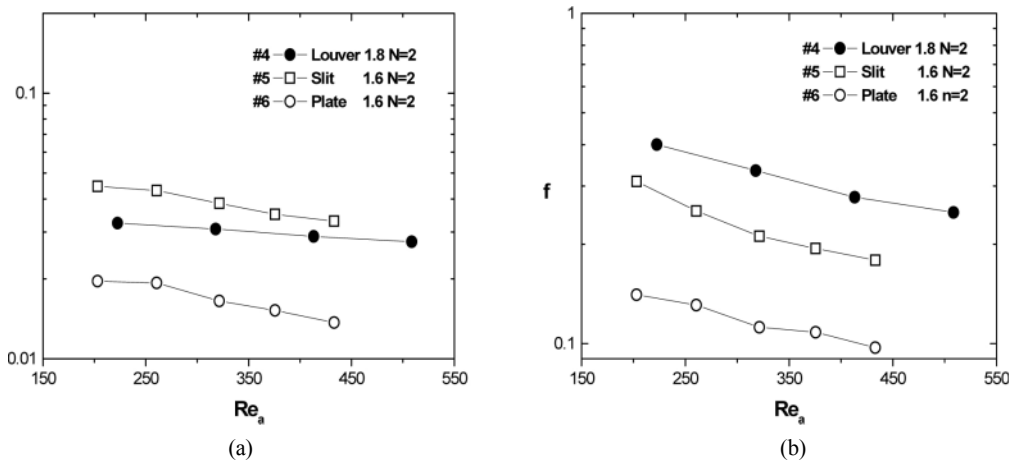 0.1
0.01
#4 Louver 1.8 N=2
#5 Slit 1.6 N=2
#6 Plate 1.6 N=2
150 250 350 450 550
Reₐ
(a)
1
f
0.1
#4 Louver 1.8 N=2
#5 Slit 1.6 N=2
#6 Plate 1.6 n=2
150 250 350 450 550
Reₐ
(b)